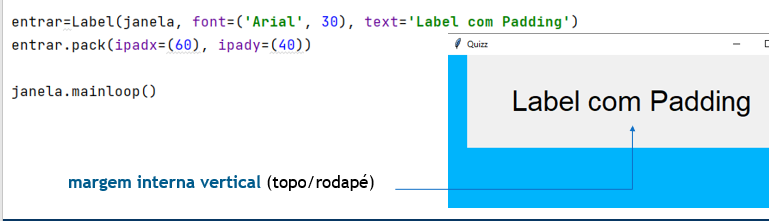 entrar=Label(janela, font=('Arial', 30), text='Label com Padding')
entrar.pack(ipadx=(60), ipady=(40))
janela.mainloop()
Quizz
Label com Padding
margem interna vertical (topo/rodapé)